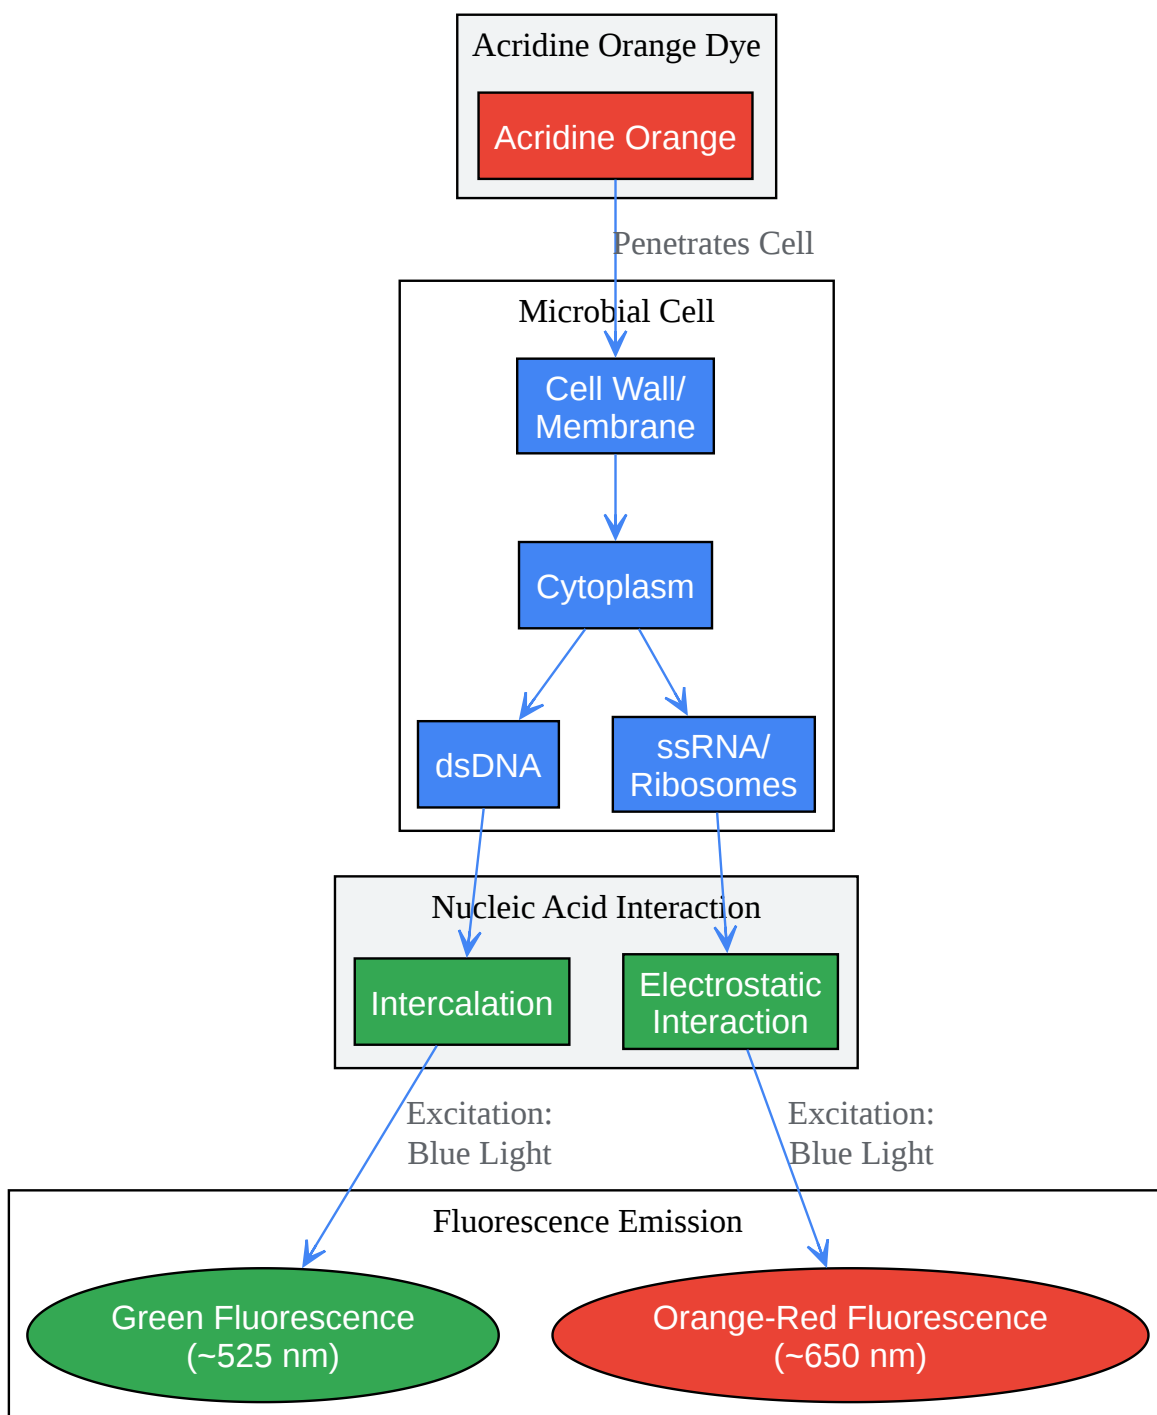 Acridine Orange Dye
Acridine Orange
Penetrates Cell
Microbial Cell
Cell Wall/
Membrane
Cytoplasm
dsDNA
ssRNA/
Ribosomes
Nucleic Acid Interaction
Intercalation
Electrostatic
Interaction
Excitation:
Blue Light
Excitation:
Blue Light
Fluorescence Emission
Green Fluorescence
(~525 nm)
Orange-Red Fluorescence
(~650 nm)